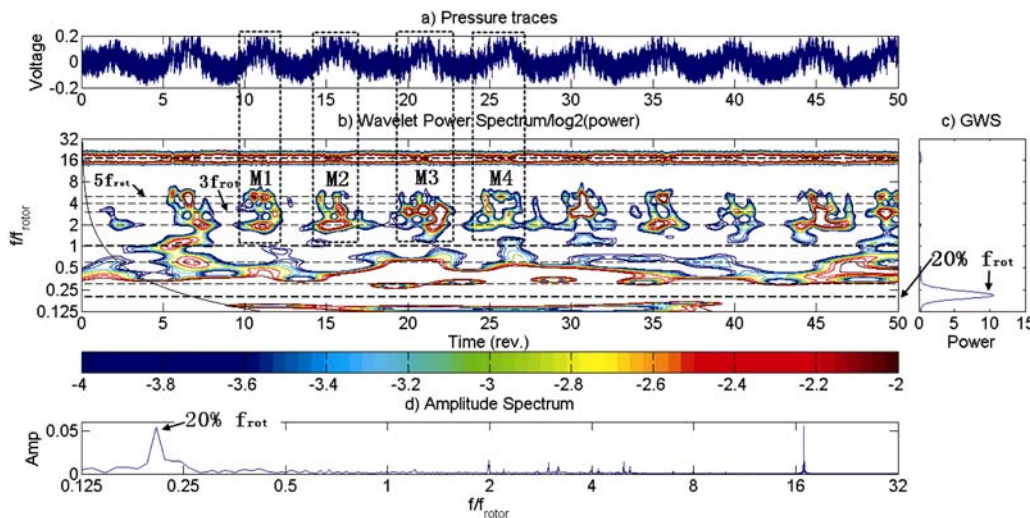 a) Pressure traces
Voltage
0.2
0
-0.2
0 5 10 15 20 25 30 35 40 45 50
b) Wavelet Power Spectrum/log2(power)
c) GWS
f/frotor
32
16
8
4
2
1
0.5
0.25
0.125
5frot
3frot
M1 M2 M3 M4
20% frot
0 5 10 15 20 25 30 35 40 45 50
0 5 10 15
Time (rev.)
Power
-4 -3.8 -3.6 -3.4 -3.2 -3 -2.8 -2.6 -2.4 -2.2 -2
d) Amplitude Spectrum
20% frot
Amp
0.05
0
0.125 0.25 0.5 1 2 4 8 16 32
f/frotor